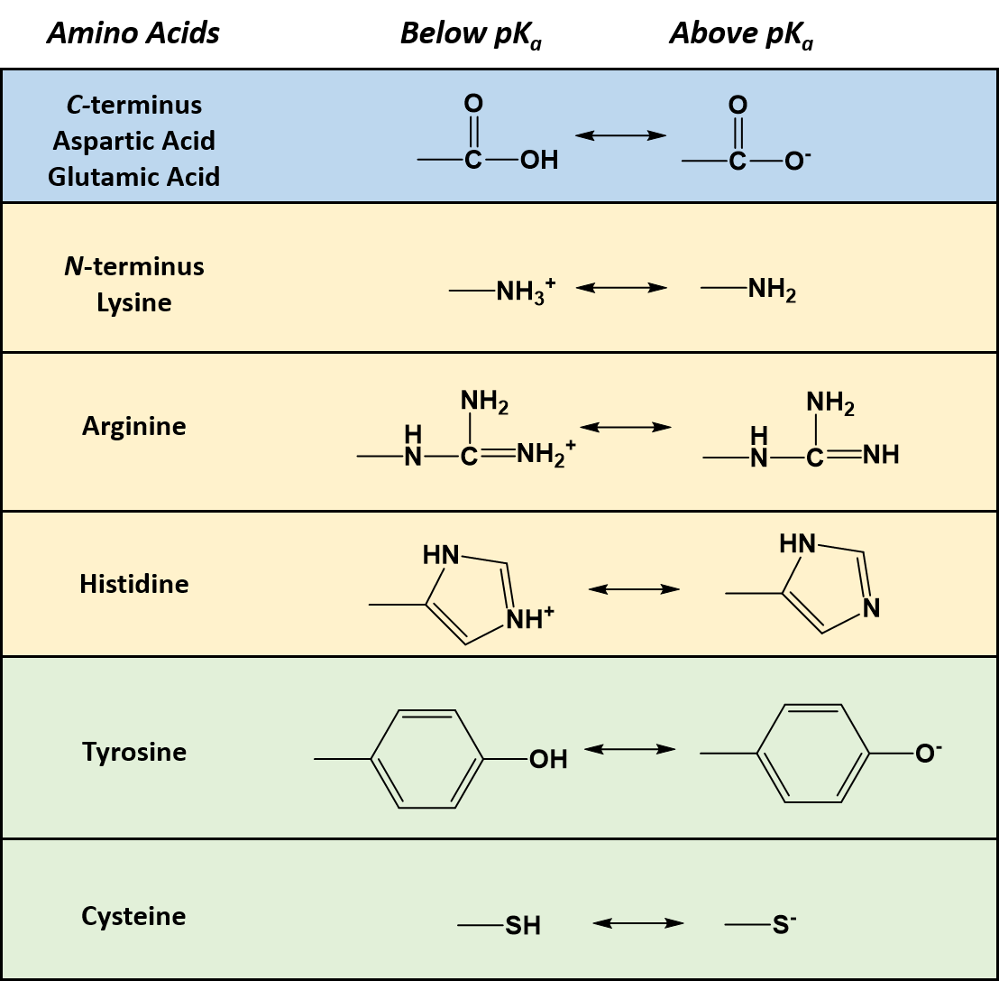 Amino Acids Below pKa Above pKa
C-terminus
Aspartic Acid
Glutamic Acid
O
C OH
O
C O-
N-terminus
Lysine
NH3+ NH2
Arginine
NH2
H
N C NH2+
NH2
H
N C NH
Histidine
HN
NH+
HN
N
Tyrosine
OH O-
Cysteine
SH S-